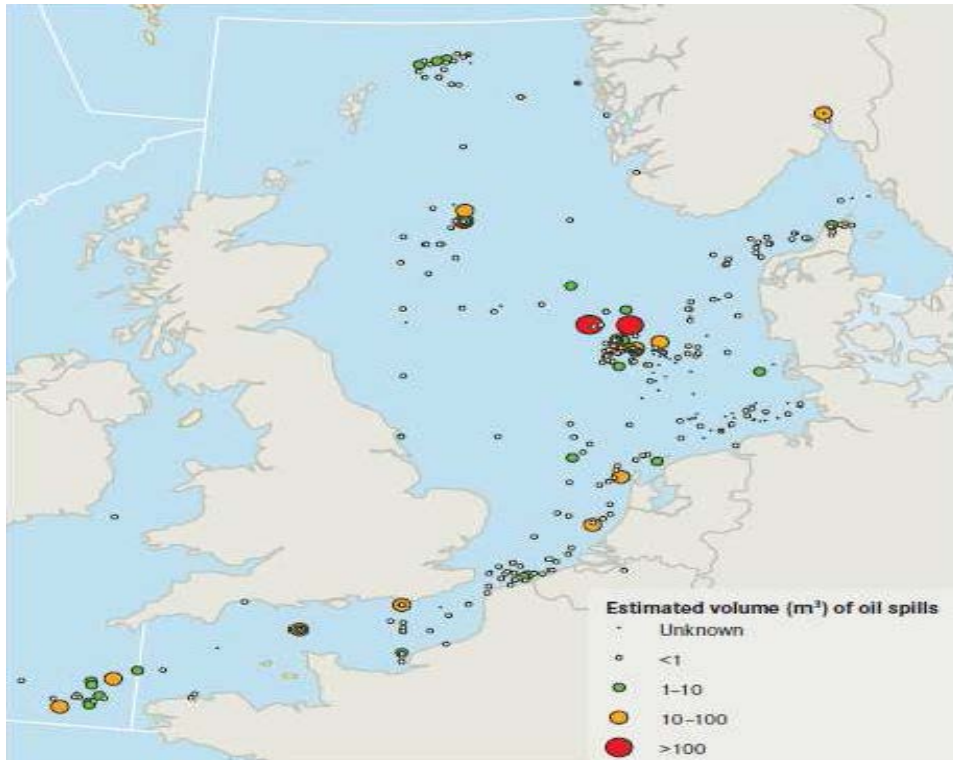 Estimated volume (m³) of oil spills
Unknown
<1
1–10
10–100
>100